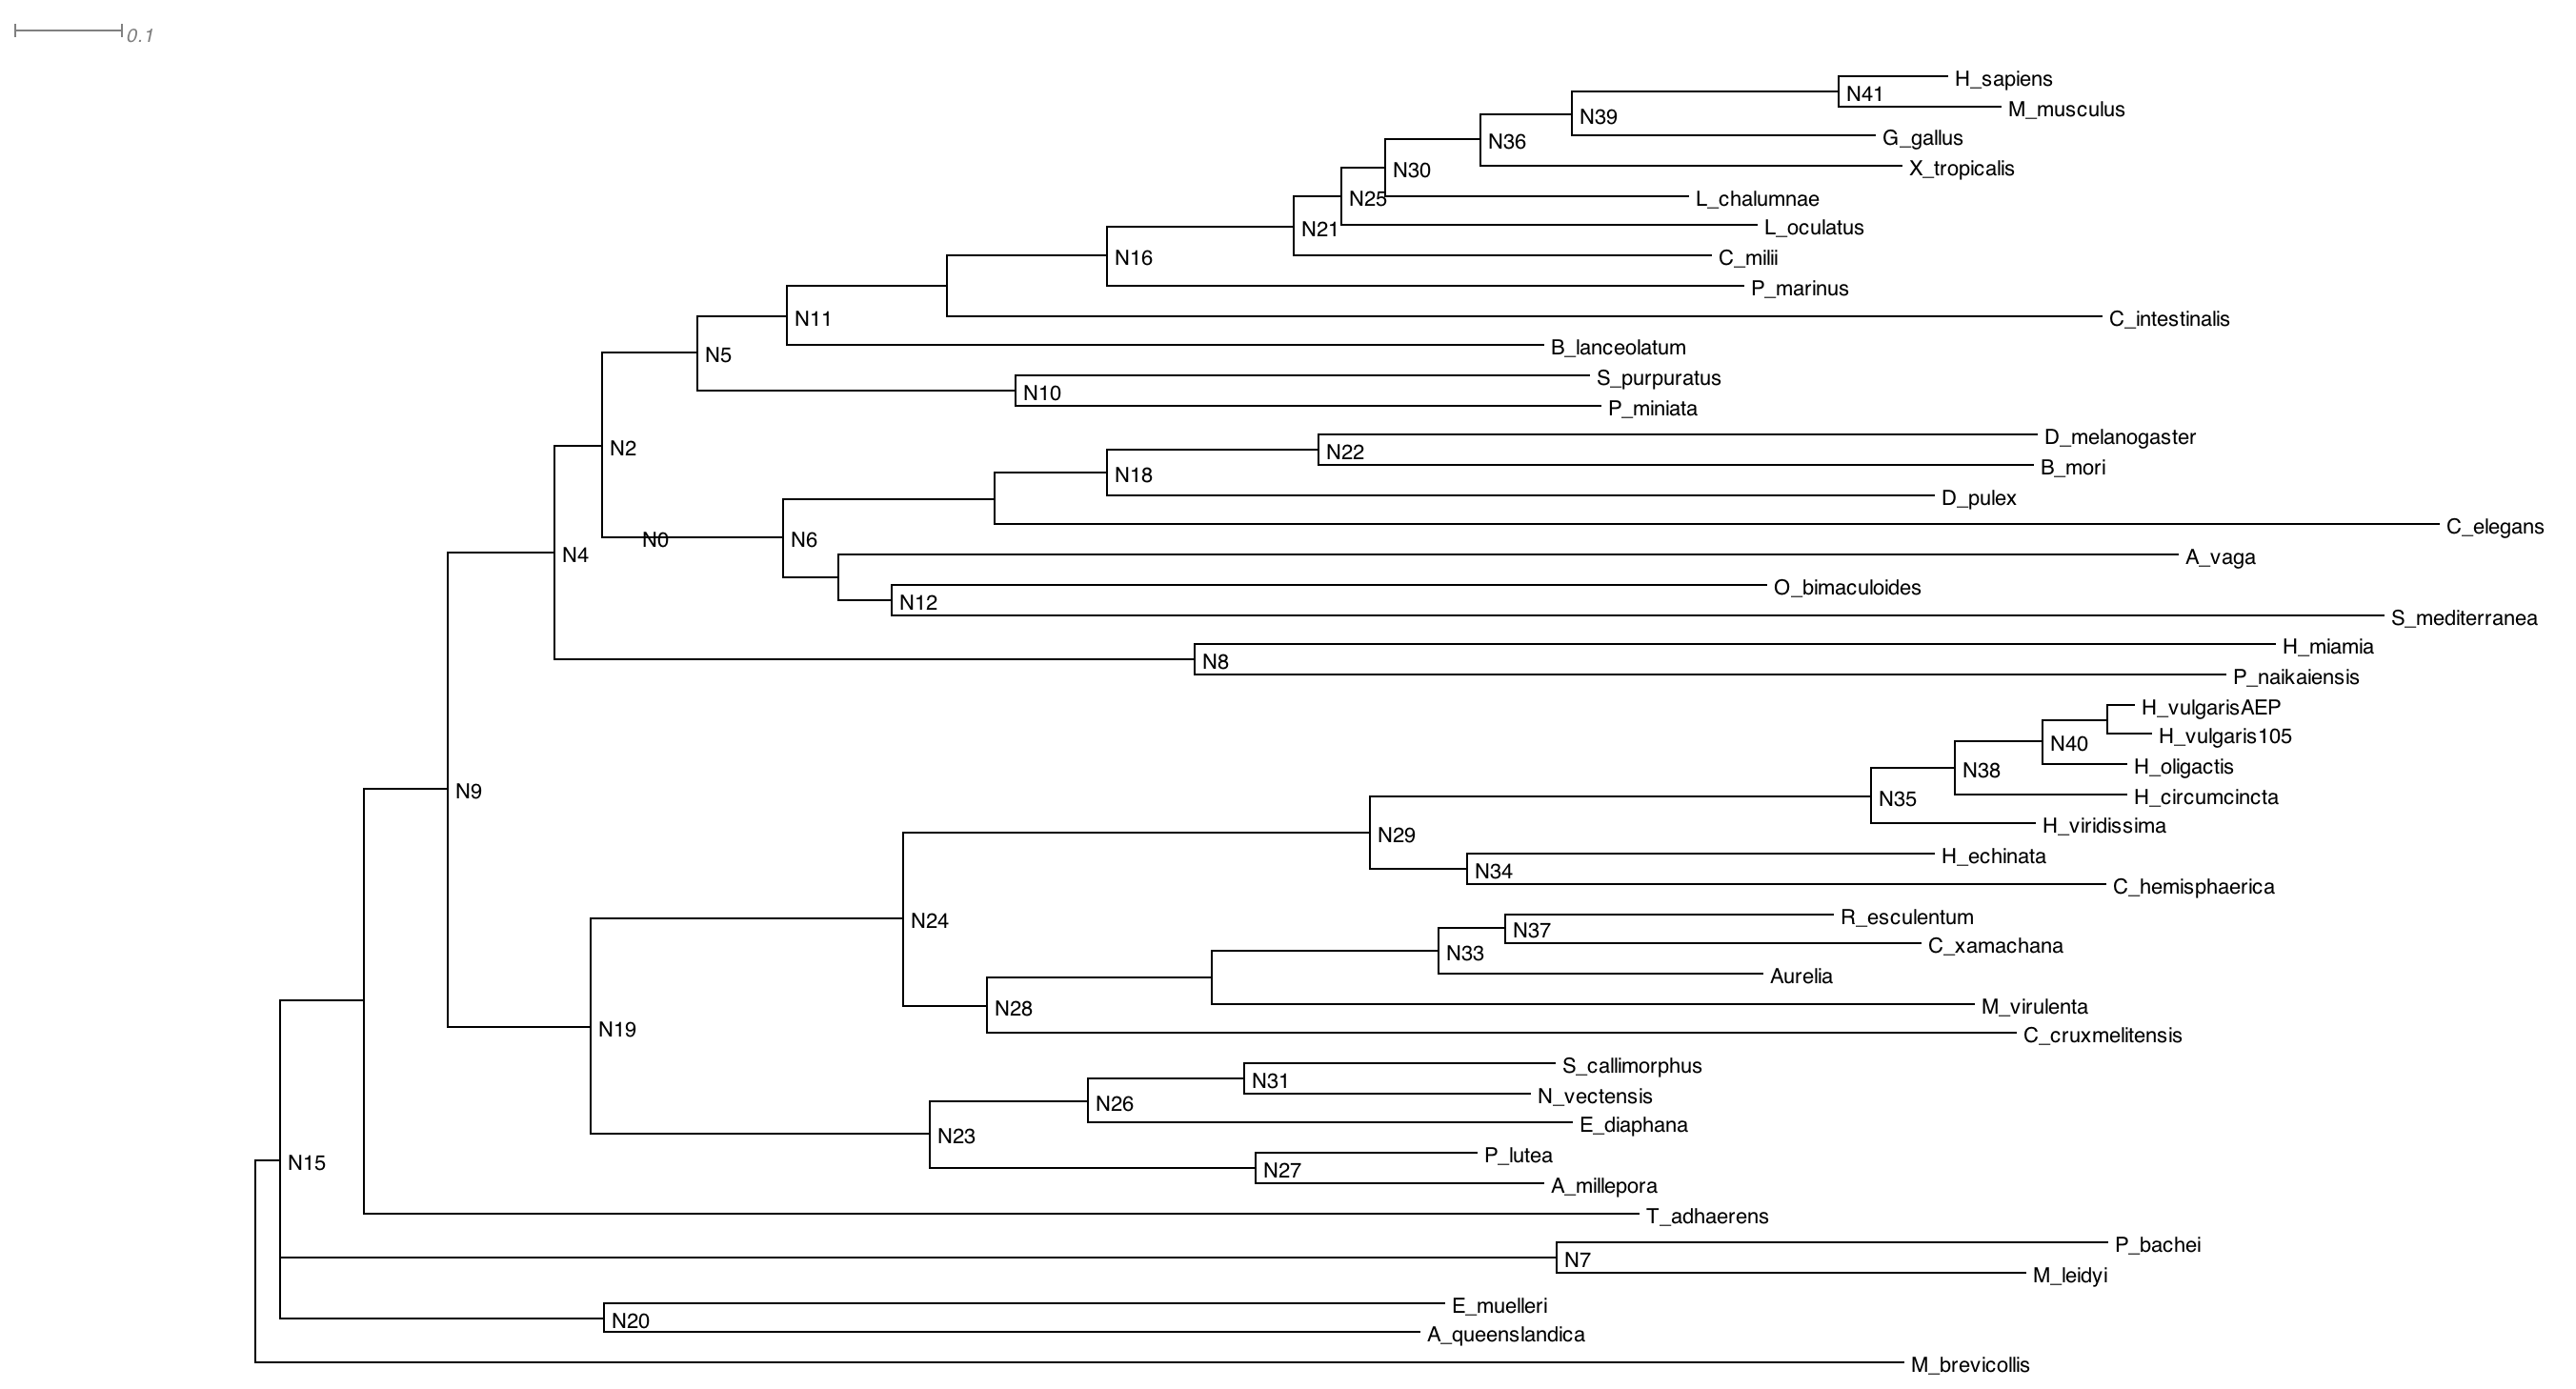 0.1
H_sapiens
N41
M_musculus
N39
G_gallus
N36
X_tropicalis
N30
L_chalumnae
N25
L_oculatus
N21
C_milii
N16
P_marinus
C_intestinalis
N11
B_lanceolatum
N5
S_purpuratus
N10
P_miniata
D_melanogaster
N2
N22
B_mori
N18
D_pulex
C_elegans
N0
N6
N4
A_vaga
O_bimaculoides
N12
S_mediterranea
H_miamia
N8
P_naikaiensis
H_vulgarisAEP
H_vulgaris105
N40
H_oligactis
N38
N9
H_circumcincta
N35
H_viridissima
N29
H_echinata
N34
C_hemisphaerica
R_esculentum
N24
N37
C_xamachana
N33
Aurelia
M_virulenta
N28
N19
C_cruxmelitensis
S_callimorphus
N31
N_vectensis
N26
E_diaphana
N23
P_lutea
N15
N27
A_millepora
T_adhaerens
P_bachei
N7
M_leidyi
E_muelleri
N20
A_queenslandica
M_brevicollis